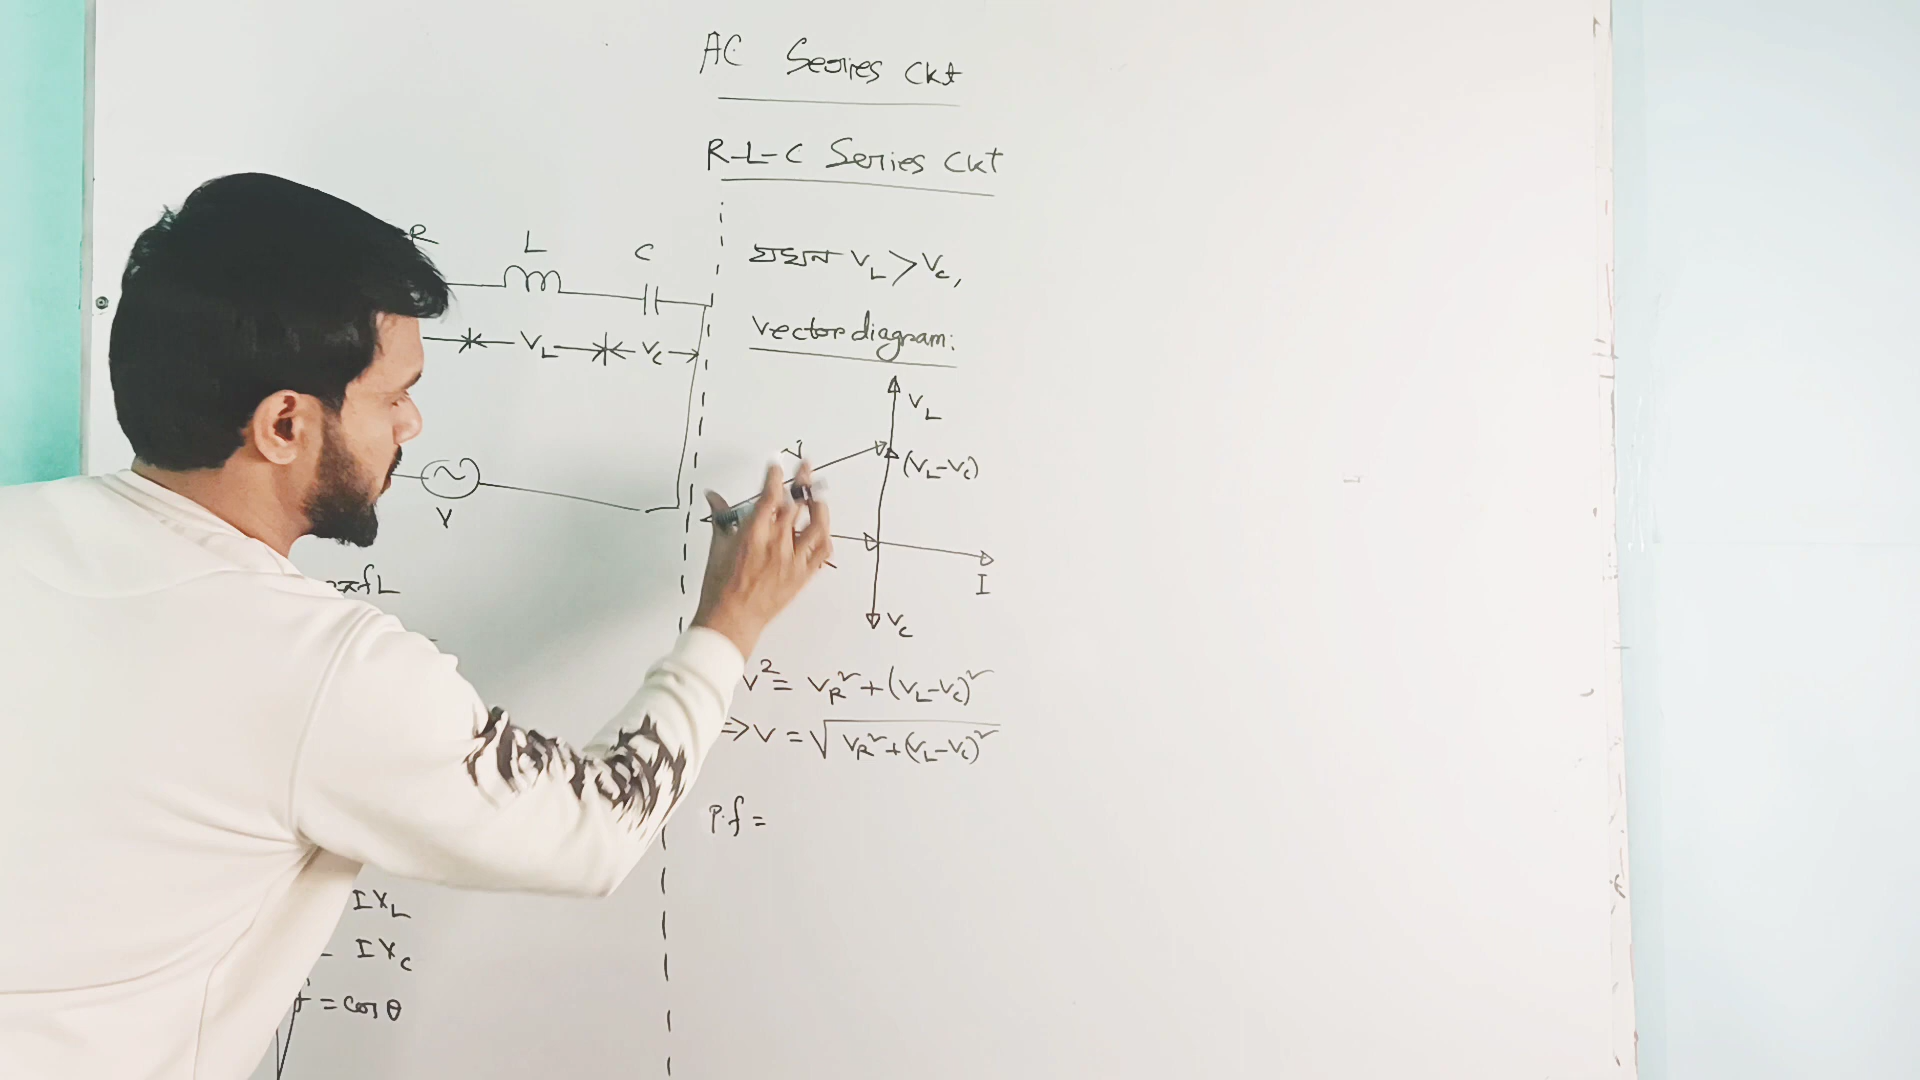 AC Series Ckt
R-L-C Series Ckt
R L C
V_L V_C
V
2πfL
IX_L
IX_C
= cos θ
যখন V_L > V_C,
Vector diagram:
V_L
V
(V_L-V_C)
I
V_C
V² = V_R² + (V_L-V_C)²
⇒ V = √V_R² + (V_L-V_C)²
P.f =